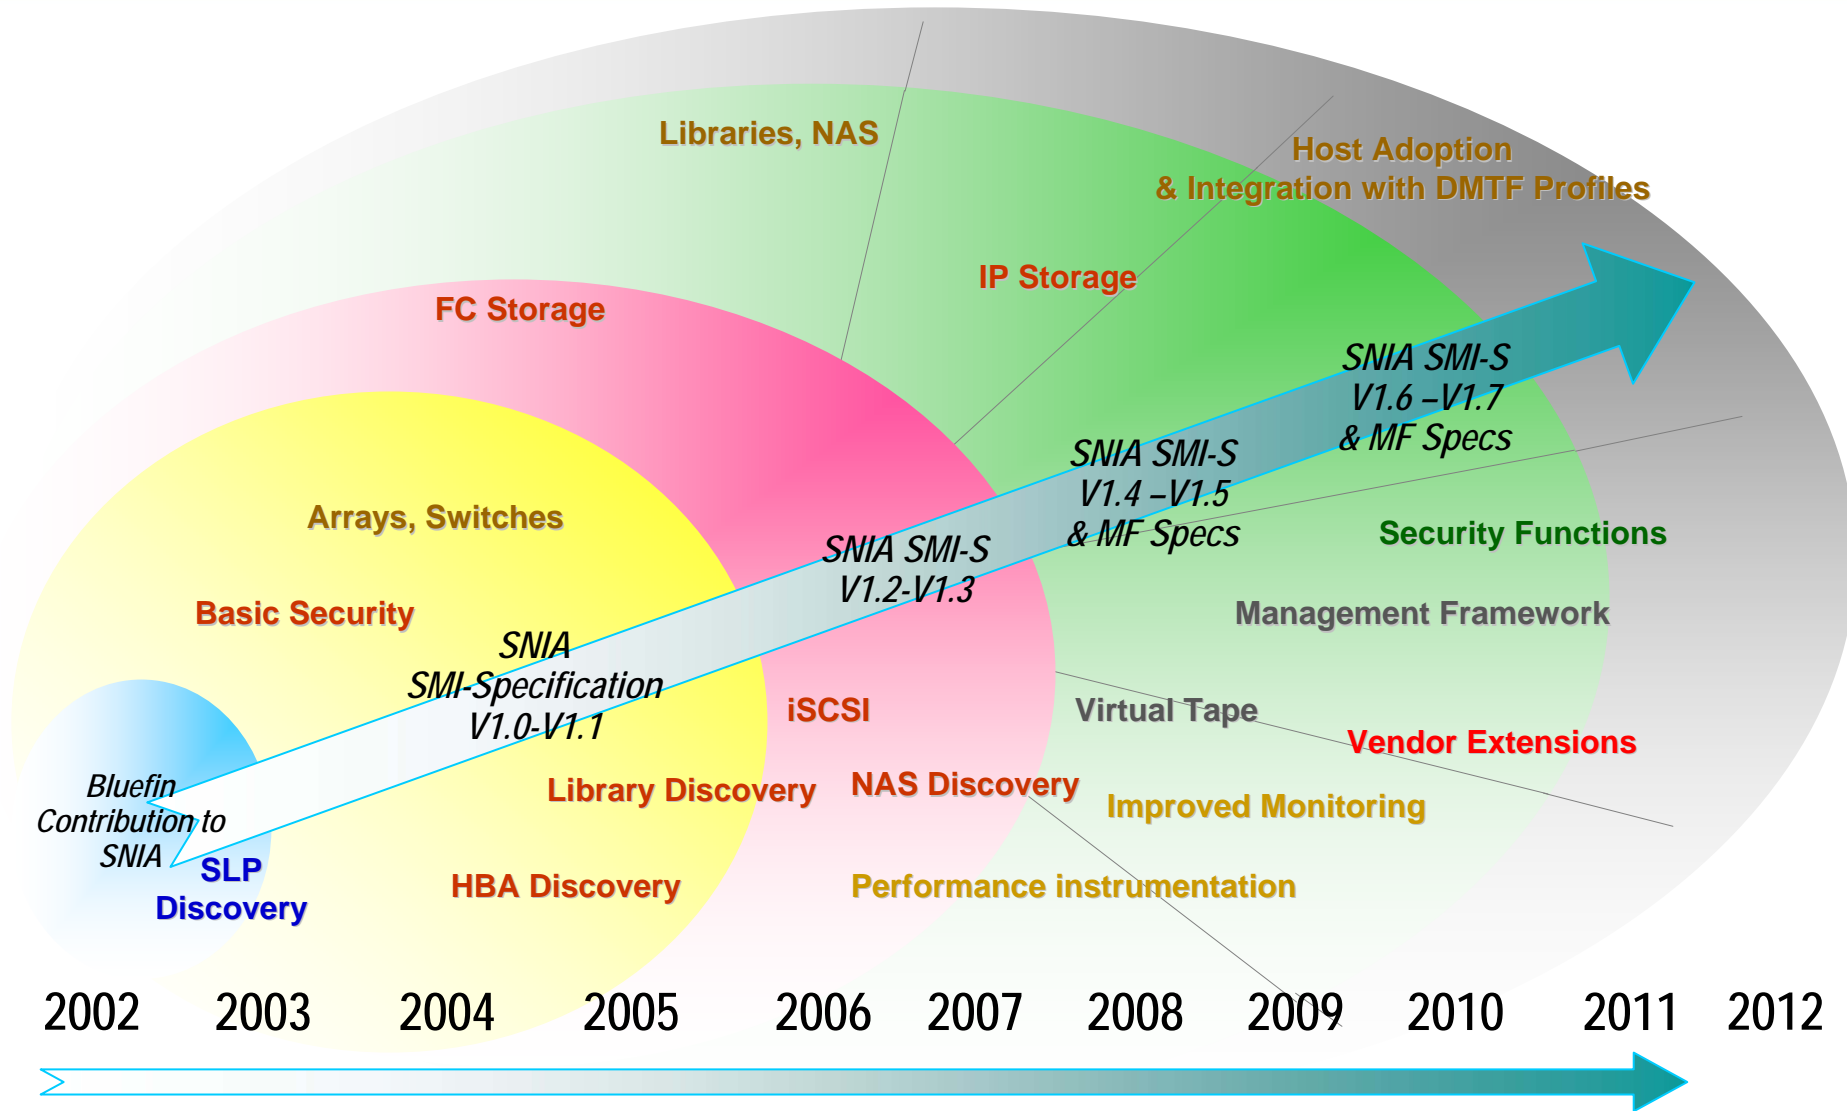 Libraries, NAS
Host Adoption
& Integration with DMTF Profiles
IP Storage
FC Storage
SNIA SMI-S
V1.6 –V1.7
& MF Specs
SNIA SMI-S
V1.4 –V1.5
& MF Specs
Arrays, Switches
Security Functions
SNIA SMI-S
V1.2-V1.3
Basic Security
Management Framework
SNIA
SMI-Specification
V1.0-V1.1
iSCSI
Virtual Tape
Vendor Extensions
Bluefin
Contribution to
SNIA
Library Discovery
NAS Discovery
Improved Monitoring
SLP
Discovery
HBA Discovery
Performance instrumentation
2002 2003 2004 2005 2006 2007 2008 2009 2010 2011 2012